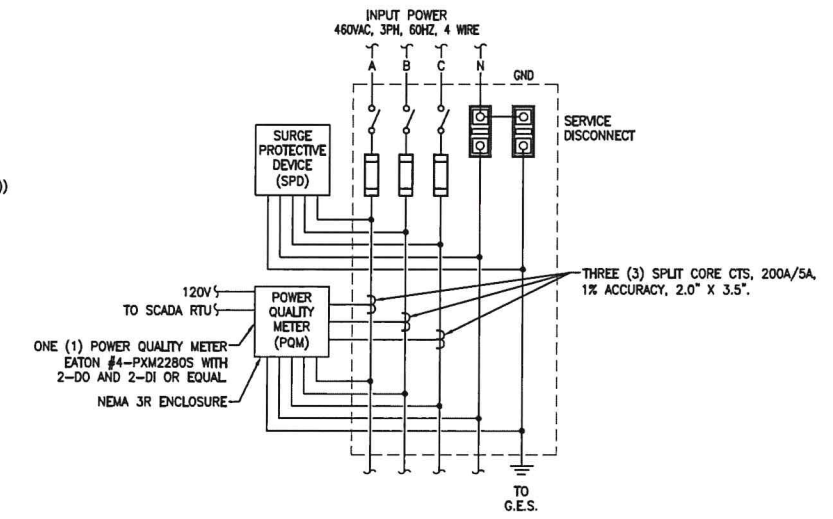 INPUT POWER
460VAC, 3PH, 60HZ, 4 WIRE
A B C N
GND
SERVICE
DISCONNECT
SURGE
PROTECTIVE
DEVICE
(SPD)
))
THREE (3) SPLIT CORE CTS, 200A/5A,
1% ACCURACY, 2.0" X 3.5".
120V
TO SCADA RTU
POWER
QUALITY
METER
(PQM)
ONE (1) POWER QUALITY METER
EATON #4-PXM2280S WITH
2-DO AND 2-DI OR EQUAL
NEMA 3R ENCLOSURE
TO
G.E.S.